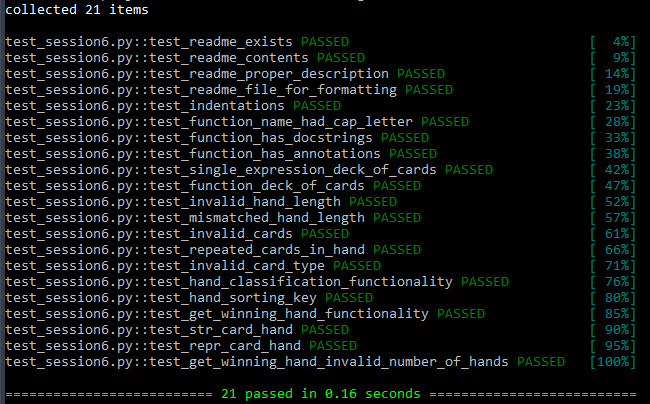 collected 21 items
test_session6.py::test_readme_exists PASSED [ 4%]
test_session6.py::test_readme_contents PASSED [ 9%]
test_session6.py::test_readme_proper_description PASSED [ 14%]
test_session6.py::test_readme_file_for_formatting PASSED [ 19%]
test_session6.py::test_indentations PASSED [ 23%]
test_session6.py::test_function_name_had_cap_letter PASSED [ 28%]
test_session6.py::test_function_has_docstrings PASSED [ 33%]
test_session6.py::test_function_has_annotations PASSED [ 38%]
test_session6.py::test_single_expression_deck_of_cards PASSED [ 42%]
test_session6.py::test_function_deck_of_cards PASSED [ 47%]
test_session6.py::test_invalid_hand_length PASSED [ 52%]
test_session6.py::test_mismatched_hand_length PASSED [ 57%]
test_session6.py::test_invalid_cards PASSED [ 61%]
test_session6.py::test_repeated_cards_in_hand PASSED [ 66%]
test_session6.py::test_invalid_card_type PASSED [ 71%]
test_session6.py::test_hand_classification_functionality PASSED [ 76%]
test_session6.py::test_hand_sorting_key PASSED [ 80%]
test_session6.py::test_get_winning_hand_functionality PASSED [ 85%]
test_session6.py::test_str_card_hand PASSED [ 90%]
test_session6.py::test_repr_card_hand PASSED [ 95%]
test_session6.py::test_get_winning_hand_invalid_number_of_hands PASSED [100%]
========================== 21 passed in 0.16 seconds ==========================